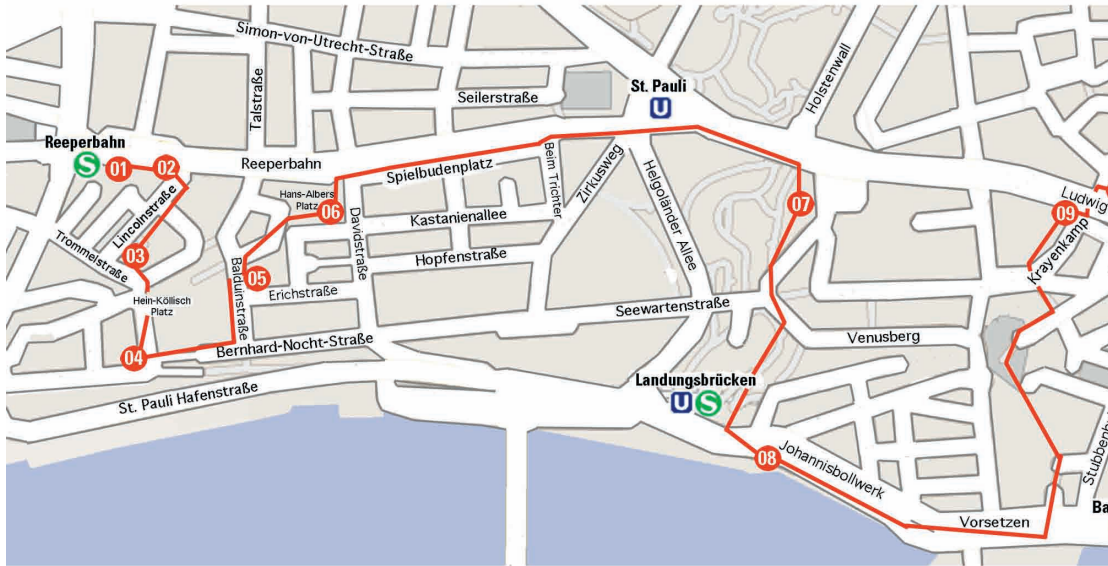 Simon-von-Utrecht-Straße
Talstraße
Seilerstraße
St. Pauli
U
Holstenwall
Reeperbahn
S
01
02
Reeperbahn
Spielbudenplatz
Beim Trichter
Zirkusweg
Helgoländer Allee
Hans-Albers
Platz
06
Kastanienallee
07
Ludwig
09
Krayenkamp
Lincolnstraße
Trommelstraße
03
Davidstraße
Hopfenstraße
05
Balduinstraße
Erichstraße
Hein-Köllisch
Platz
Seewartenstraße
Venusberg
04
Bernhard-Nocht-Straße
St. Pauli Hafenstraße
Landungsbrücken
U
S
08
Johannisbollwerk
Vorsetzen
Stubbenh
Ba